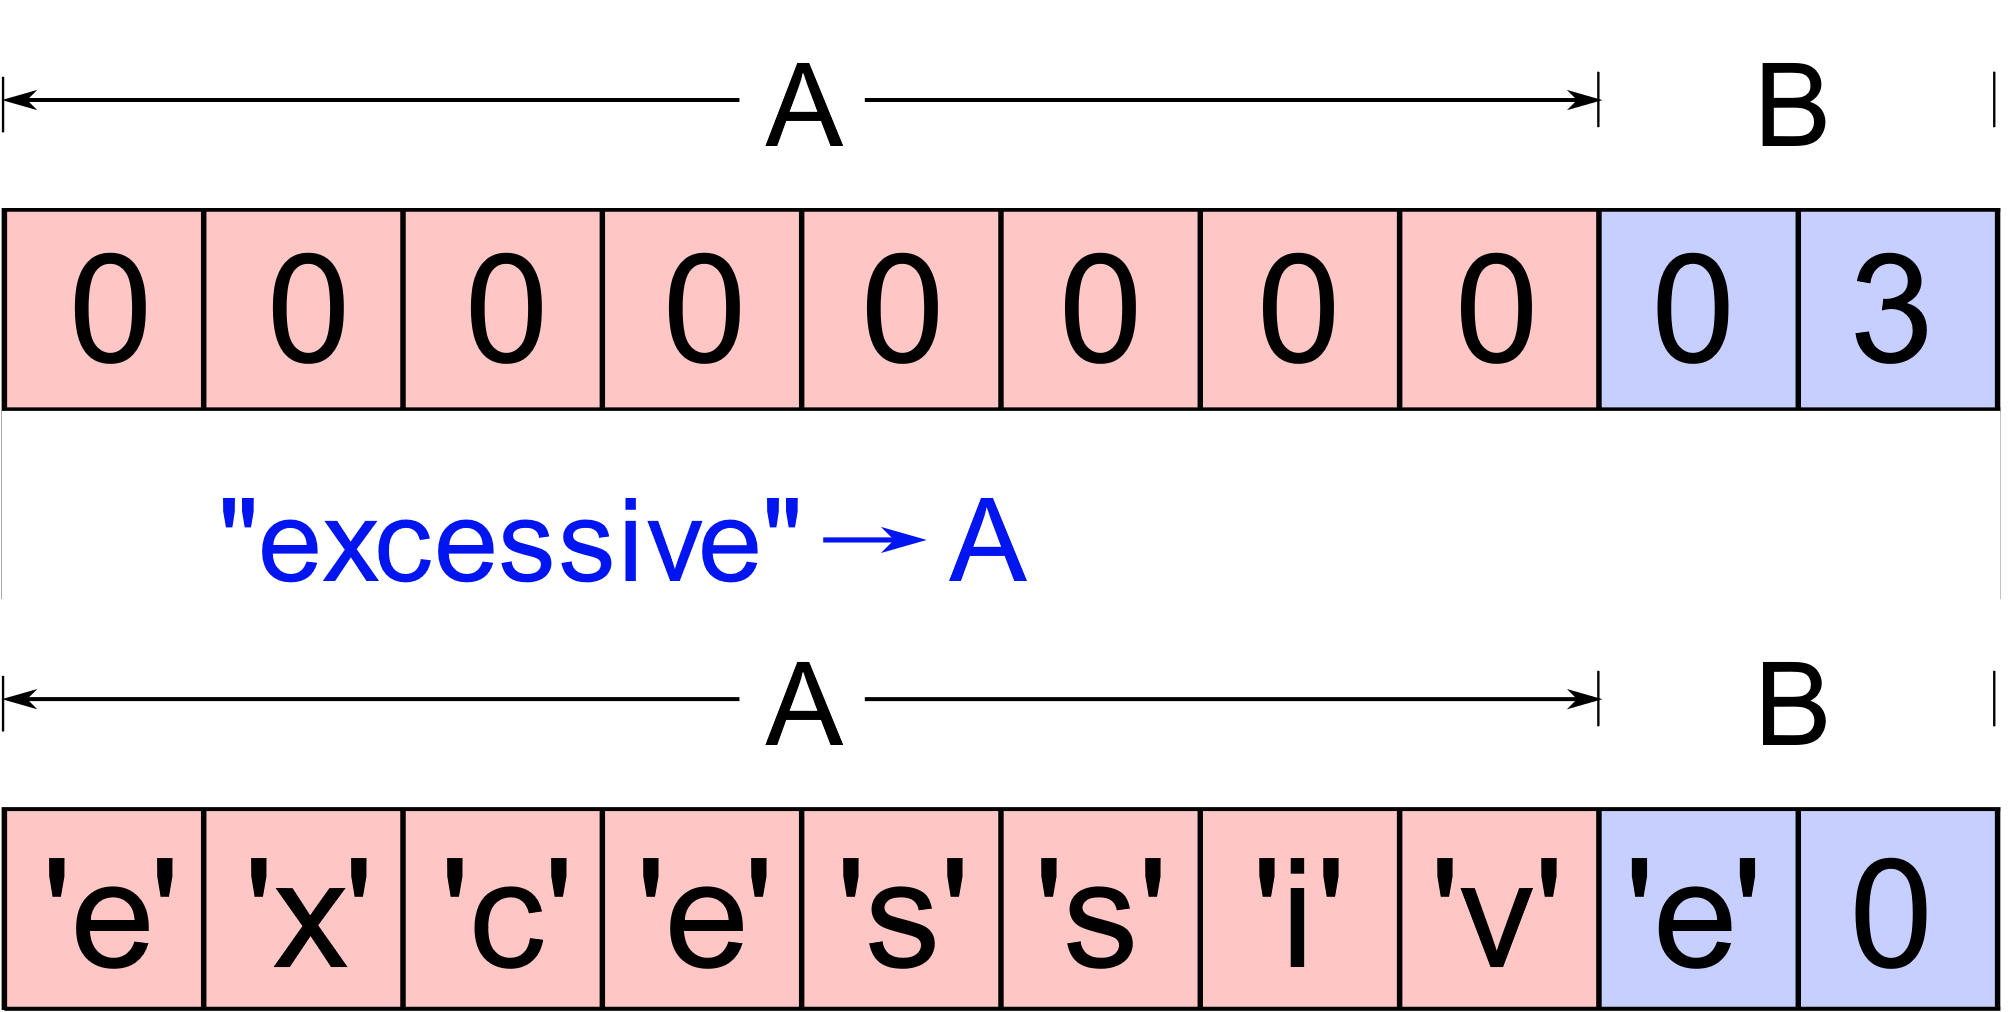 A B
0 0 0 0 0 0 0 0 0 3
"excessive" → A
A B
'e' 'x' 'c' 'e' 's' 's' 'i' 'v' 'e' 0